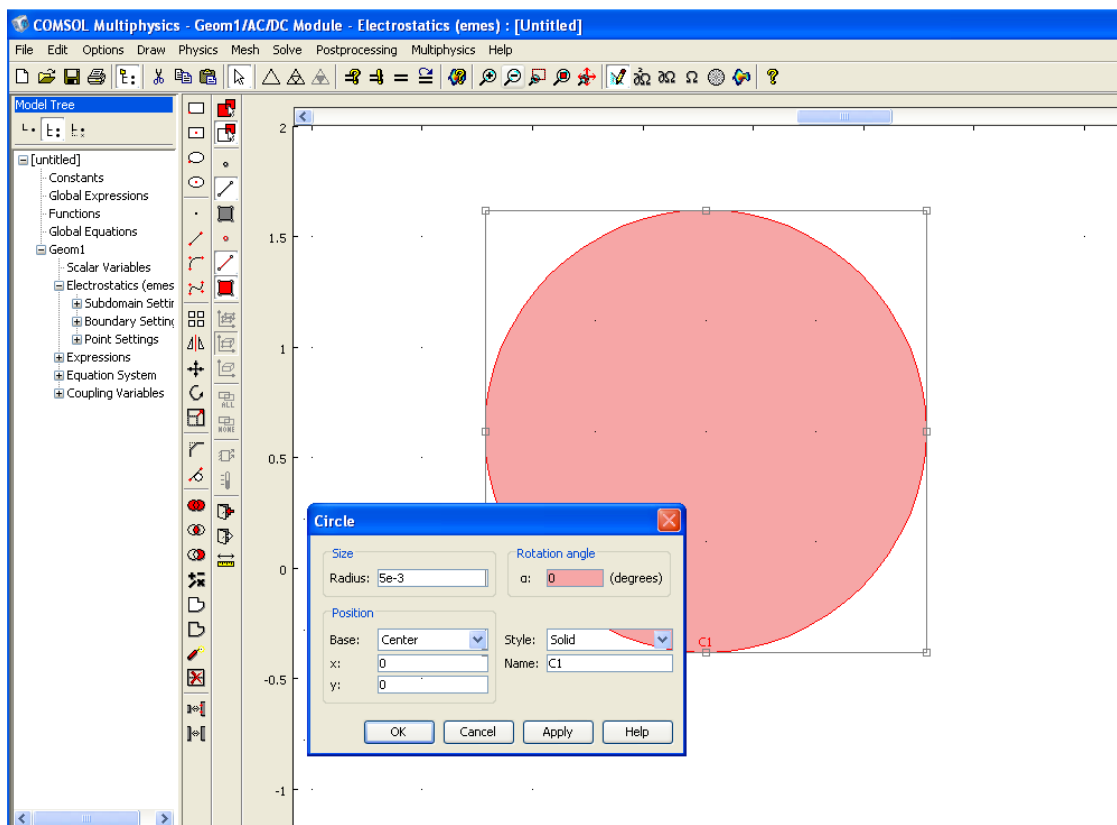 COMSOL Multiphysics - Geom1/AC/DC Module - Electrostatics (emes) : [Untitled]
File Edit Options Draw Physics Mesh Solve Postprocessing Multiphysics Help
Model Tree
[untitled]
Constants
Global Expressions
Functions
Global Equations
Geom1
Scalar Variables
Electrostatics (emes
Subdomain Settir
Boundary Setting
Point Settings
Expressions
Equation System
Coupling Variables
ALL
NONE
2
1.5
1
0.5
0
-0.5
-1
C1
Circle
Size
Radius: 5e-3
Rotation angle
α: 0 (degrees)
Position
Base: Center
x: 0
y: 0
Style: Solid
Name: C1
OK Cancel Apply Help